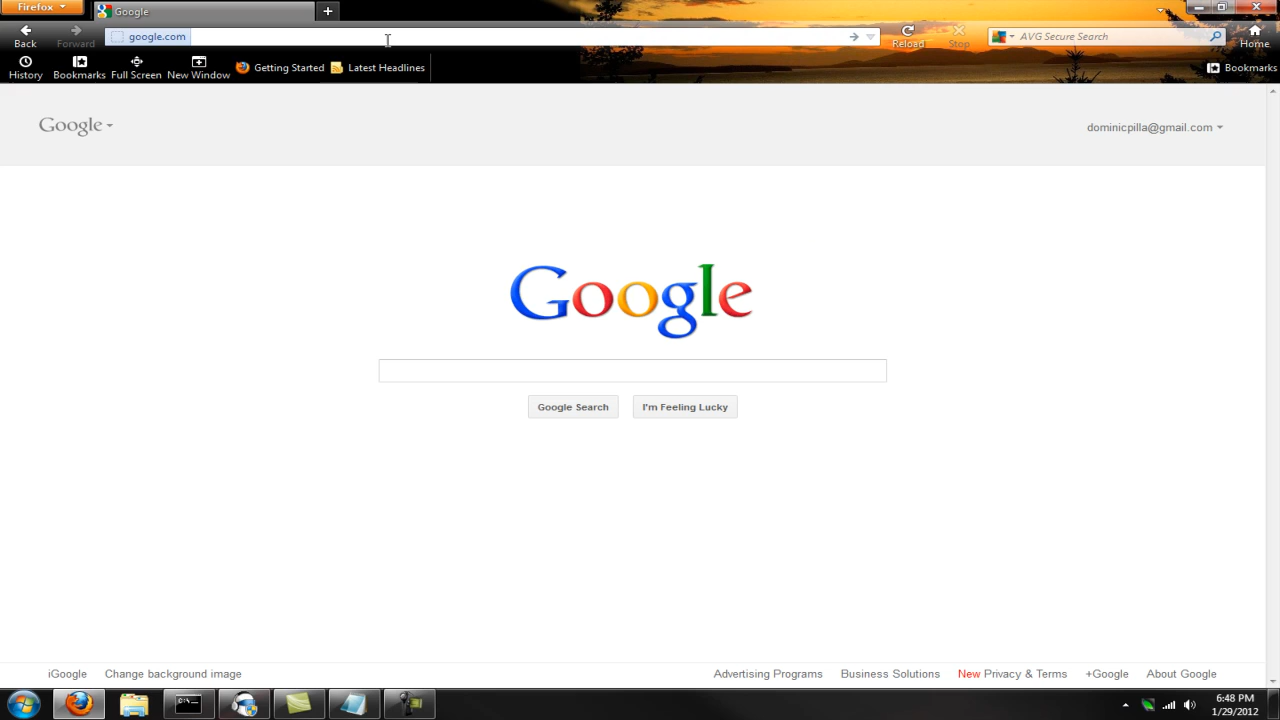 Firefox
Google
+
Back
Forward
google.com
Reload
Stop
AVG Secure Search
Home
History
Bookmarks
Full Screen
New Window
Getting Started
Latest Headlines
Bookmarks
Google
dominicpilla@gmail.com
Google
Google Search
I'm Feeling Lucky
iGoogle
Change background image
Advertising Programs
Business Solutions
New Privacy & Terms
+Google
About Google
C:\
6:48 PM
1/29/2012